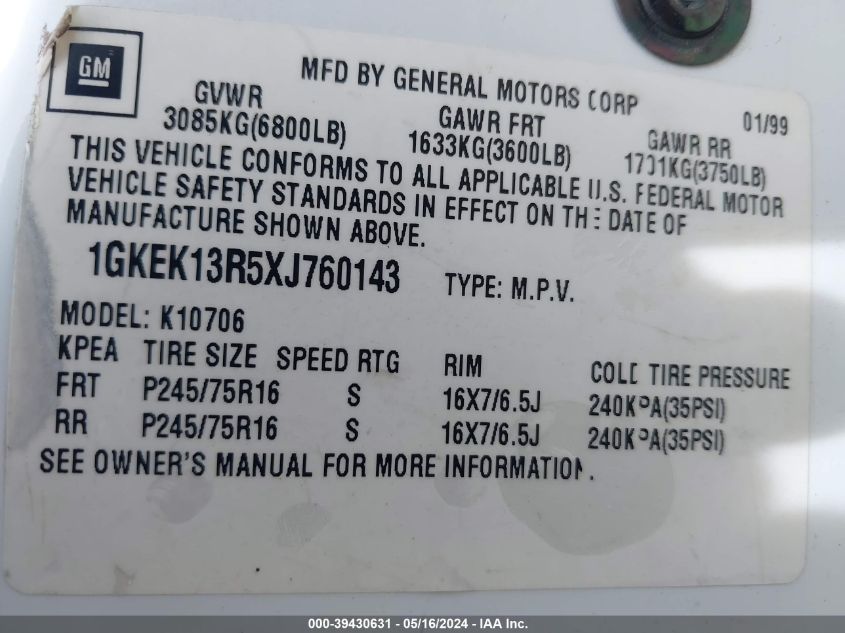 GM
MFD BY GENERAL MOTORS CORP
01/99
GVWR GAWR FRT GAWR RR
3085KG(6800LB) 1633KG(3600LB) 1701KG(3750LB)
THIS VEHICLE CONFORMS TO ALL APPLICABLE U.S. FEDERAL MOTOR
VEHICLE SAFETY STANDARDS IN EFFECT ON THE DATE OF
MANUFACTURE SHOWN ABOVE.
1GKEK13R5XJ760143 TYPE: M.P.V.
MODEL: K10706
KPEA TIRE SIZE SPEED RTG RIM COLD TIRE PRESSURE
FRT P245/75R16 S 16X7/6.5J 240KPA(35PSI)
RR P245/75R16 S 16X7/6.5J 240KPA(35PSI)
SEE OWNER'S MANUAL FOR MORE INFORMATION.
000-39430631 - 05/16/2024 - IAA Inc.